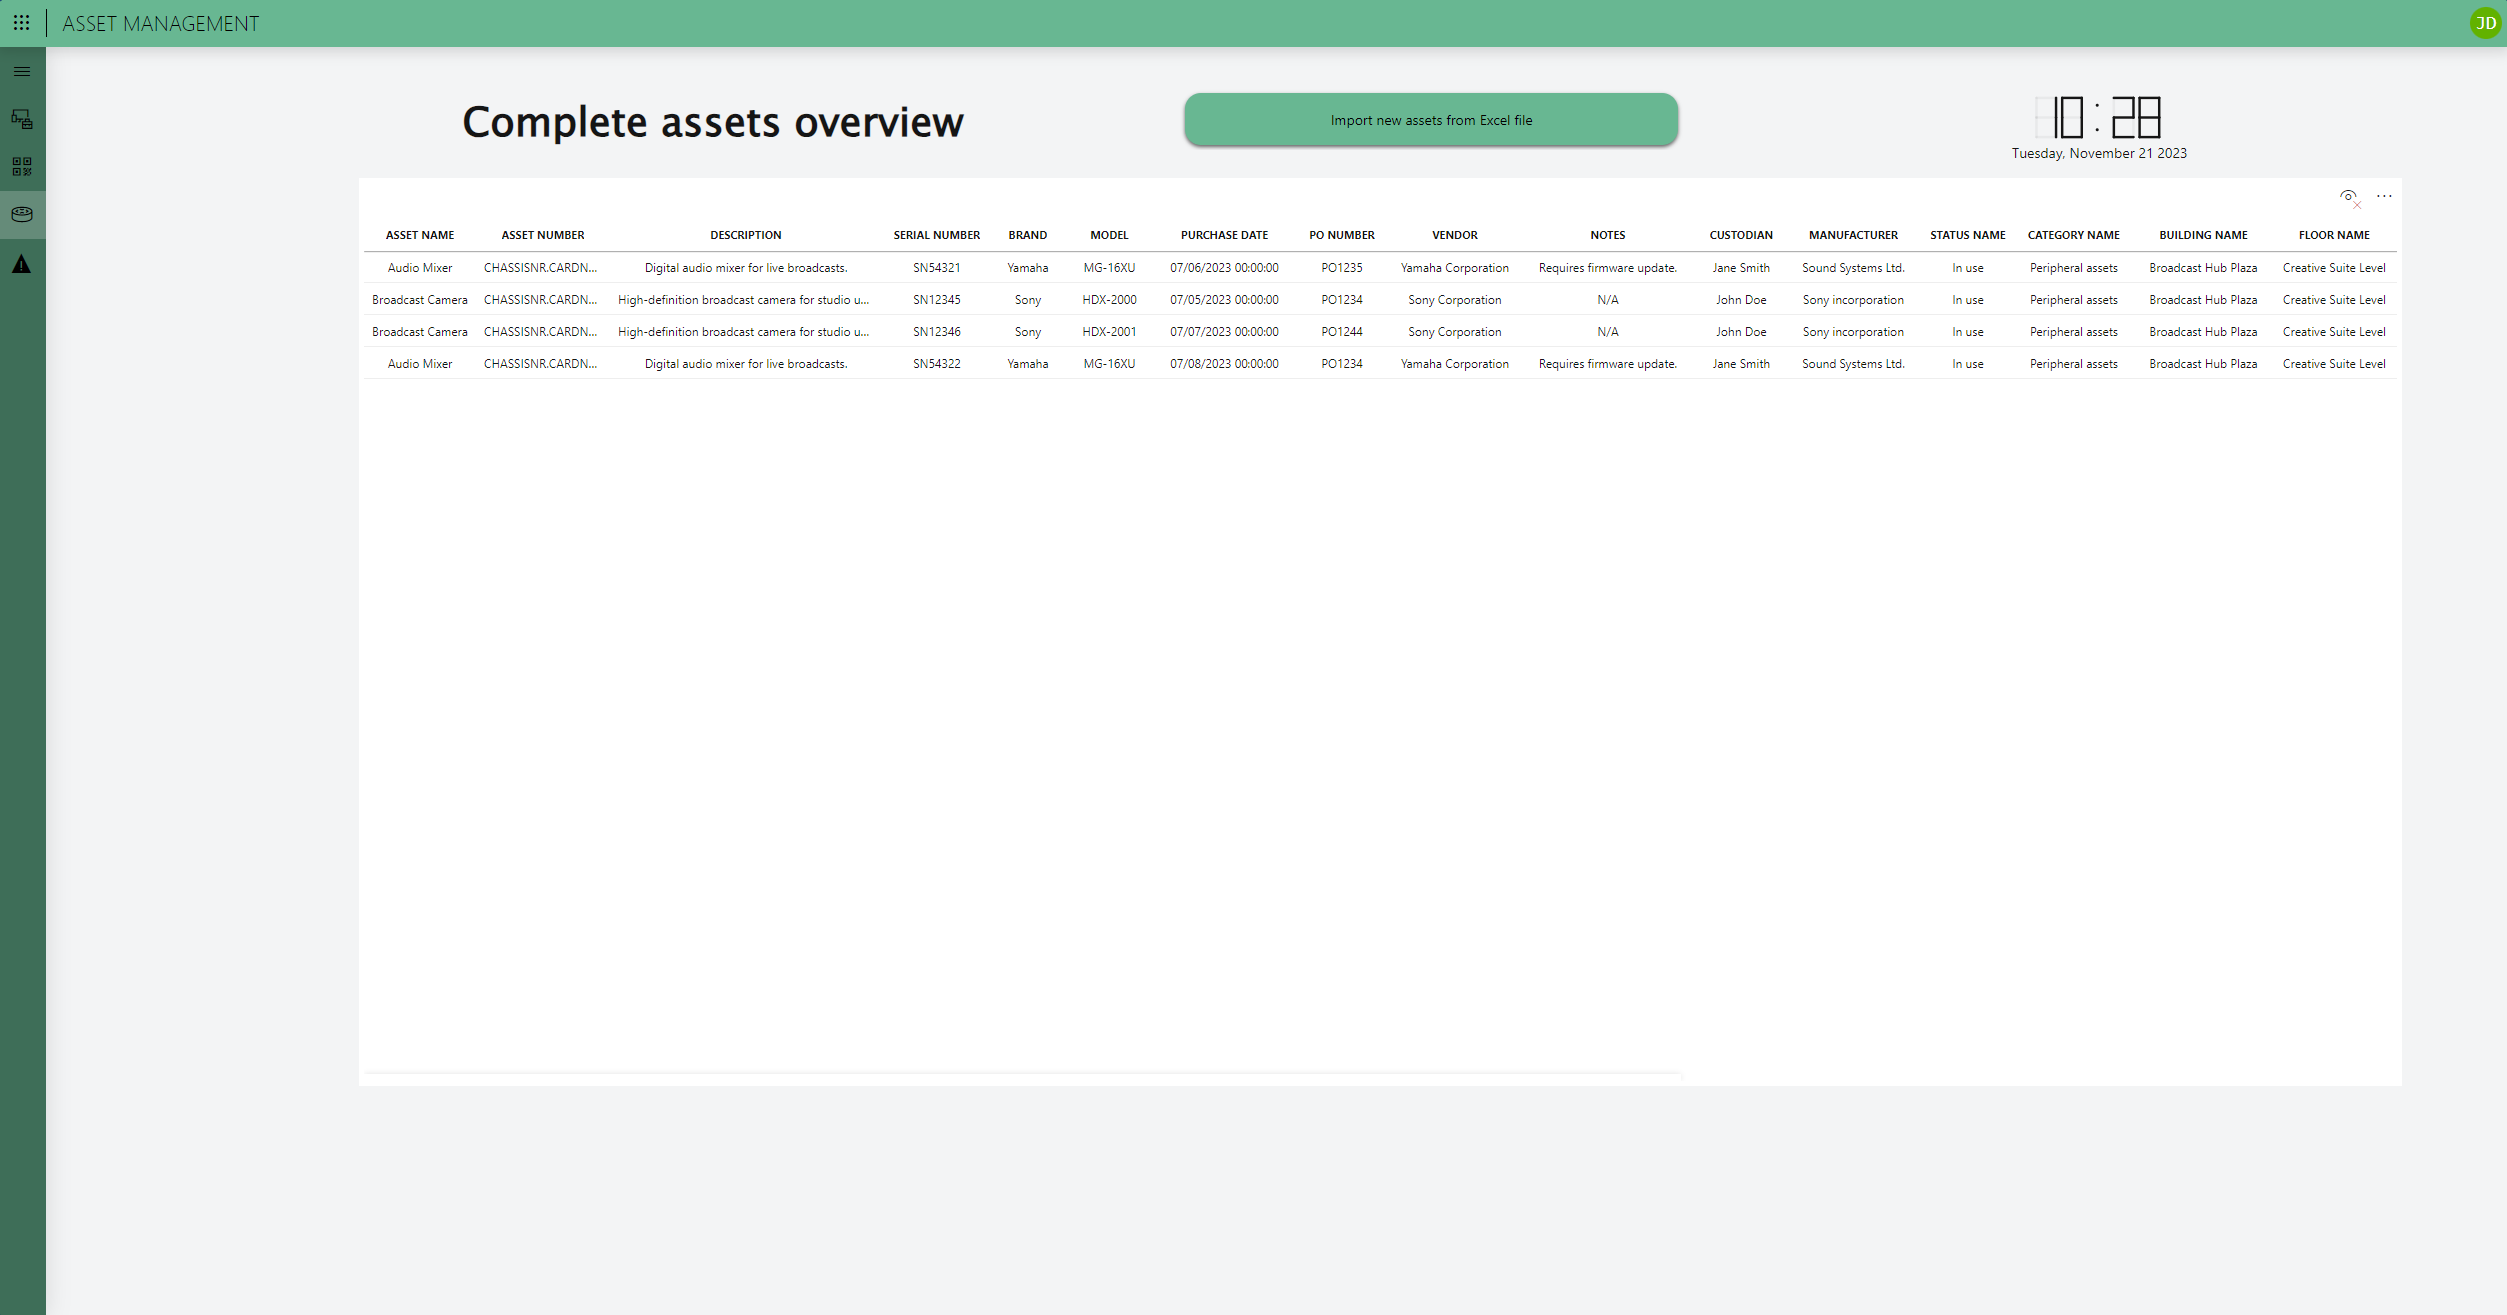 ASSET MANAGEMENT
JD
Complete assets overview
Import new assets from Excel file
10:28
Tuesday, November 21 2023
ASSET NAME ASSET NUMBER DESCRIPTION SERIAL NUMBER BRAND MODEL PURCHASE DATE PO NUMBER VENDOR NOTES CUSTODIAN MANUFACTURER STATUS NAME CATEGORY NAME BUILDING NAME FLOOR NAME
Audio Mixer CHASSISNR.CARDN... Digital audio mixer for live broadcasts. SN54321 Yamaha MG-16XU 07/06/2023 00:00:00 PO1235 Yamaha Corporation Requires firmware update. Jane Smith Sound Systems Ltd. In use Peripheral assets Broadcast Hub Plaza Creative Suite Level
Broadcast Camera CHASSISNR.CARDN... High-definition broadcast camera for studio u... SN12345 Sony HDX-2000 07/05/2023 00:00:00 PO1234 Sony Corporation N/A John Doe Sony incorporation In use Peripheral assets Broadcast Hub Plaza Creative Suite Level
Broadcast Camera CHASSISNR.CARDN... High-definition broadcast camera for studio u... SN12346 Sony HDX-2001 07/07/2023 00:00:00 PO1244 Sony Corporation N/A John Doe Sony incorporation In use Peripheral assets Broadcast Hub Plaza Creative Suite Level
Audio Mixer CHASSISNR.CARDN... Digital audio mixer for live broadcasts. SN54322 Yamaha MG-16XU 07/08/2023 00:00:00 PO1234 Yamaha Corporation Requires firmware update. Jane Smith Sound Systems Ltd. In use Peripheral assets Broadcast Hub Plaza Creative Suite Level